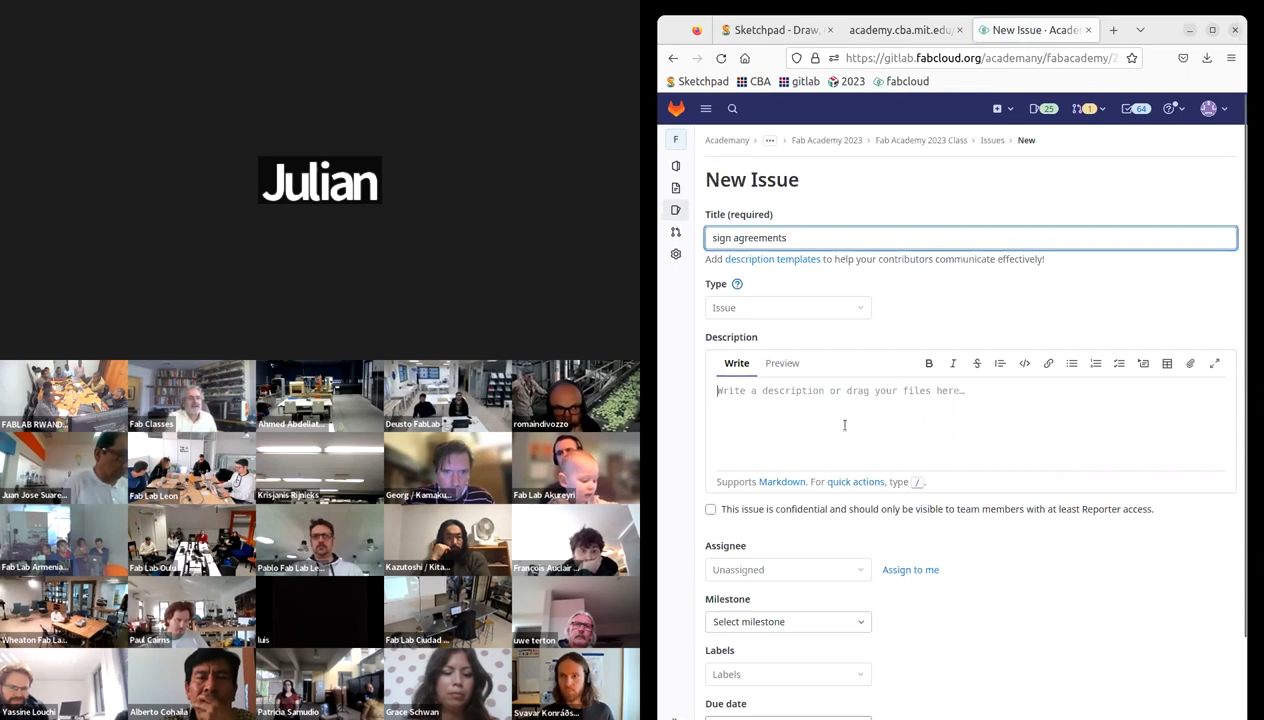 Julian
FABLAB RWAND...
Fab Classes
Ahmed Abdellat...
Deusto FabLab
romaindivozzo
Juan Jose Suare...
Fab Lab Leon
Krisjanis Rijnieks
Georg / Kamaku...
Fab Lab Akureyri
Fab Lab Armenia...
Fab Lab Oulu
Pablo Fab Lab Le...
Kazutoshi / Kita...
François Auclair ...
Wheaton Fab La...
Paul Cairns
luis
Fab Lab Ciudad ...
uwe terton
Yassine Louchi
Alberto Cohaila
Patricia Samudio
Grace Schwan
Svavar Konráðs...
Sketchpad - Draw,
academy.cba.mit.edu/
New Issue · Acade
https://gitlab.fabcloud.org/academany/fabacademy/2
Sketchpad
CBA
gitlab
2023
fabcloud
25
1
64
F
Academany > ... > Fab Academy 2023 > Fab Academy 2023 Class > Issues > New
New Issue
Title (required)
sign agreements
Add description templates to help your contributors communicate effectively!
Type
Issue
Description
Write
Preview
Write a description or drag your files here…
Supports Markdown. For quick actions, type /.
This issue is confidential and should only be visible to team members with at least Reporter access.
Assignee
Unassigned
Assign to me
Milestone
Select milestone
Labels
Labels
Due date